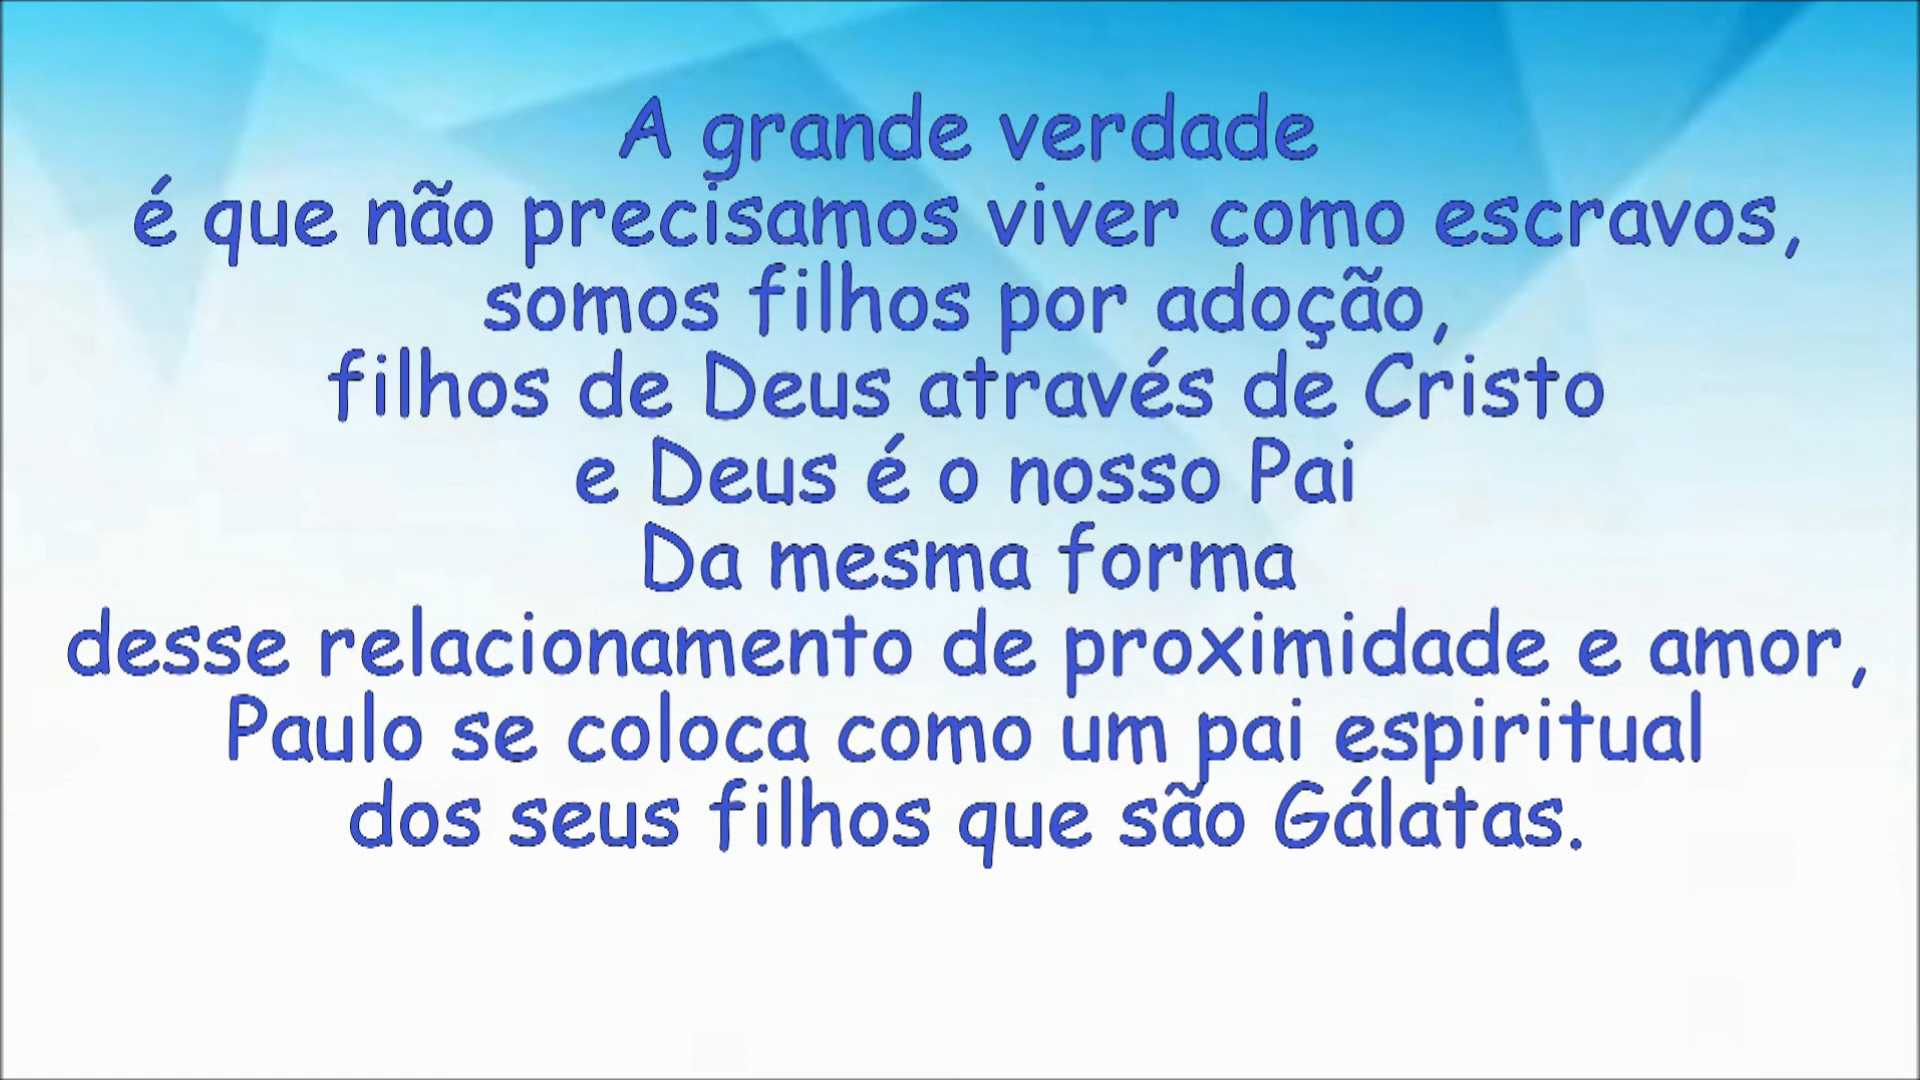 A grande verdade
é que não precisamos viver como escravos,
somos filhos por adoção,
filhos de Deus através de Cristo
e Deus é o nosso Pai
Da mesma forma
desse relacionamento de proximidade e amor,
Paulo se coloca como um pai espiritual
dos seus filhos que são Gálatas.